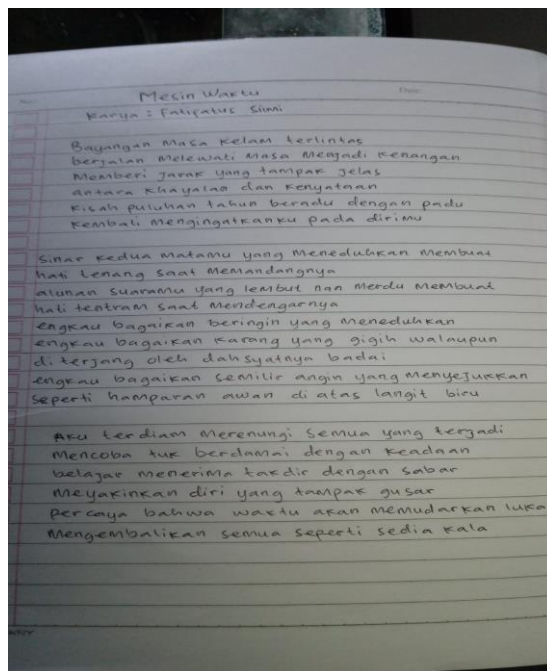 Mesin Waktu
Karya : Fatifatus Sinni
Bayangan masa kelam terlintas
berjalan melewati masa menjadi kenangan
memberi jarak yang tampak jelas
antara khayalan dan kenyataan
kisah puluhan tahun beradu dengan padu
kembali mengingatkanku pada dirimu
Sinar kedua matamu yang meneduhkan membuat
hati tenang saat memandangnya
alunan suaramu yang lembut nan merdu membuat
hati tentram saat mendengarnya
engkau bagaikan beringin yang meneduhkan
engkau bagaikan karang yang gigih walaupun
diterjang oleh dahsyatnya badai
engkau bagaikan semilir angin yang menyejukkan
seperti hamparan awan di atas langit biru
Aku terdiam merenungi semua yang terjadi
Mencoba tuk berdamai dengan keadaan
belajar menerima takdir dengan sabar
meyakinkan diri yang tampak gusar
percaya bahwa waktu akan memudarkan luka
Mengembalikan semua seperti sedia kala